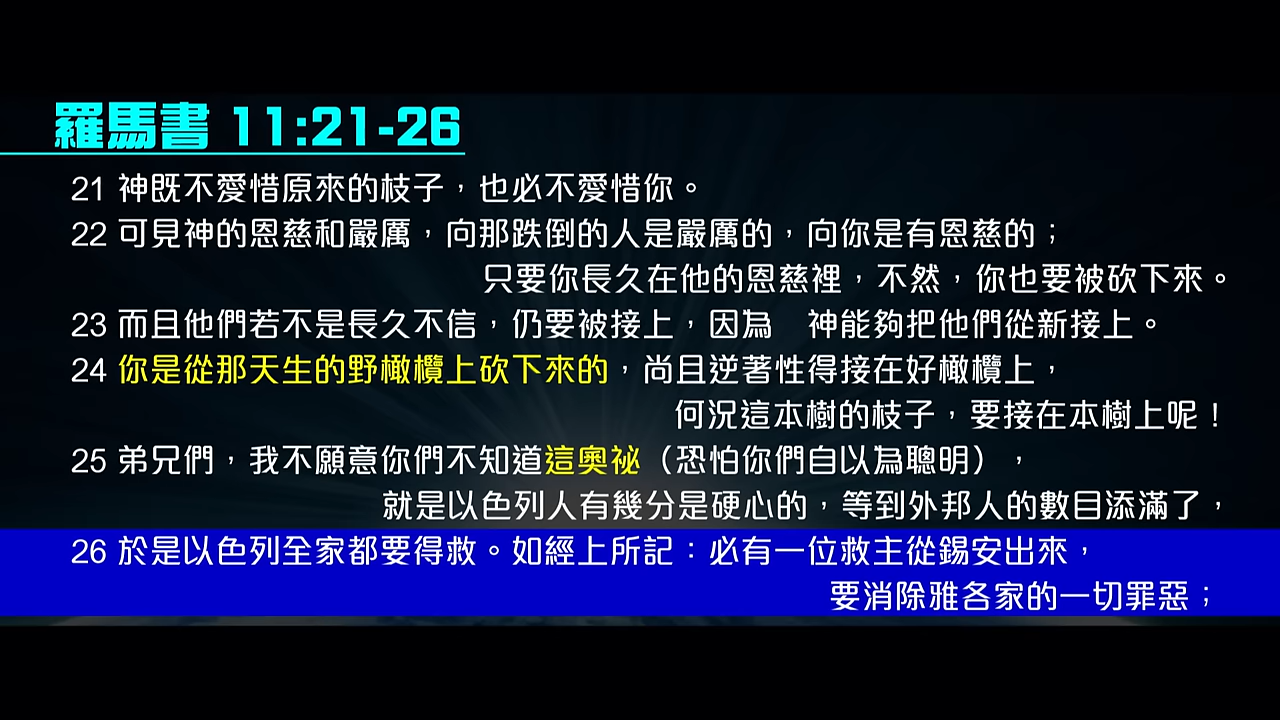 羅馬書 11:21-26
21 神既不愛惜原來的枝子，也必不愛惜你。
22 可見神的恩慈和嚴厲，向那跌倒的人是嚴厲的，向你是有恩慈的；
只要你長久在他的恩慈裡，不然，你也要被砍下來。
23 而且他們若不是長久不信，仍要被接上，因為　神能夠把他們從新接上。
24 你是從那天生的野橄欖上砍下來的，尚且逆著性得接在好橄欖上，
何況這本樹的枝子，要接在本樹上呢！
25 弟兄們，我不願意你們不知道這奧祕（恐怕你們自以為聰明），
就是以色列人有幾分是硬心的，等到外邦人的數目添滿了，
26 於是以色列全家都要得救。如經上所記：必有一位救主從錫安出來，
要消除雅各家的一切罪惡；